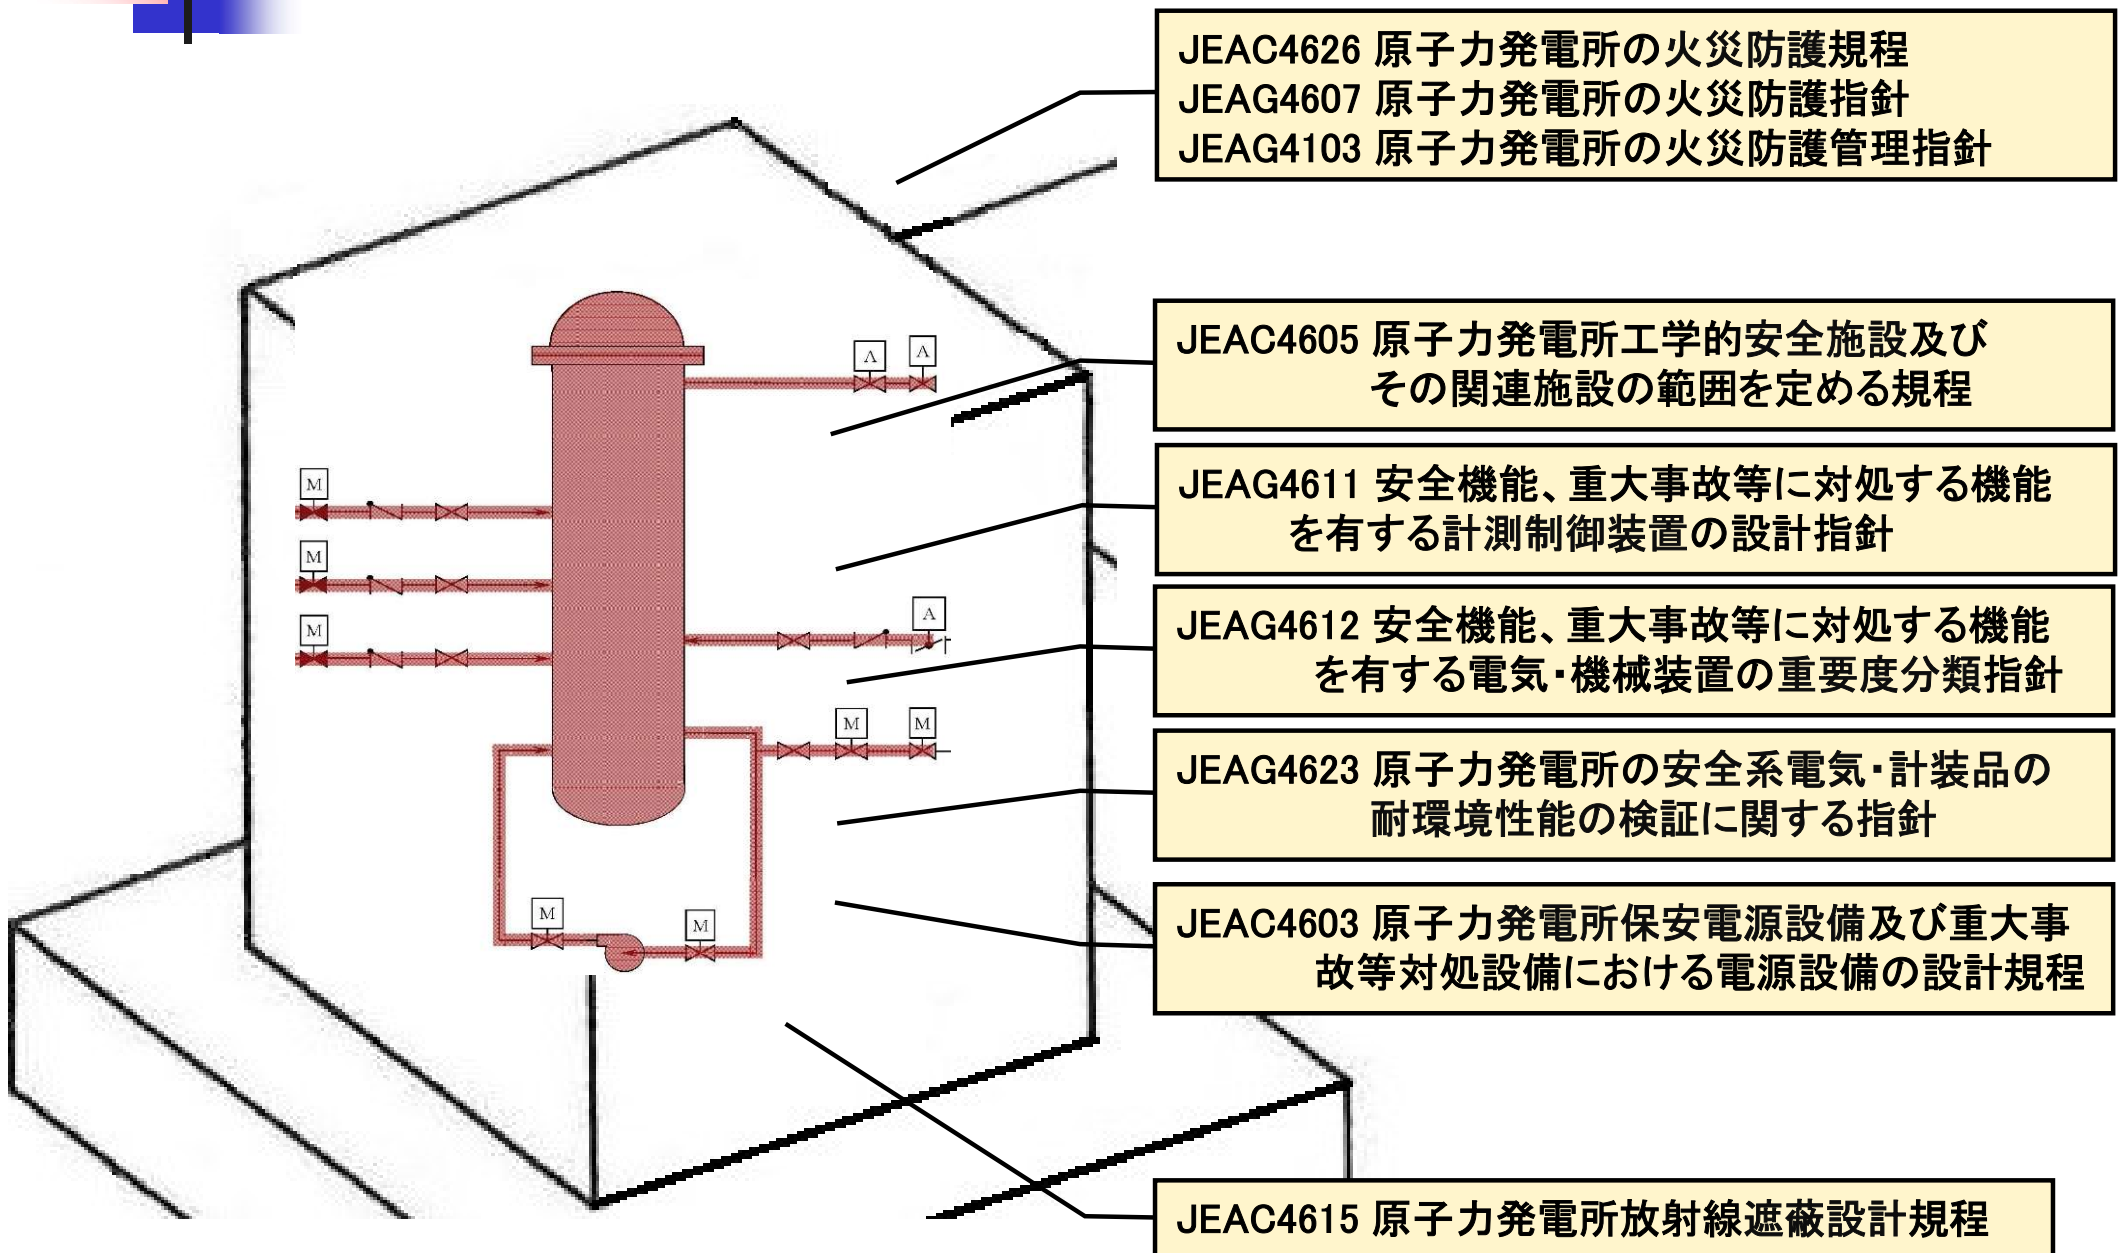 JEAC4626 原子力発電所の火災防護規程
JEAG4607 原子力発電所の火災防護指針
JEAG4103 原子力発電所の火災防護管理指針
A
A
JEAC4605 原子力発電所工学的安全施設及び
その関連施設の範囲を定める規程
M
JEAG4611 安全機能、重大事故等に対処する機能
を有する計測制御装置の設計指針
M
M
A
JEAG4612 安全機能、重大事故等に対処する機能
を有する電気・機械装置の重要度分類指針
M
M
JEAG4623 原子力発電所の安全系電気・計装品の
耐環境性能の検証に関する指針
M
M
JEAC4603 原子力発電所保安電源設備及び重大事
故等対処設備における電源設備の設計規程
JEAC4615 原子力発電所放射線遮蔽設計規程